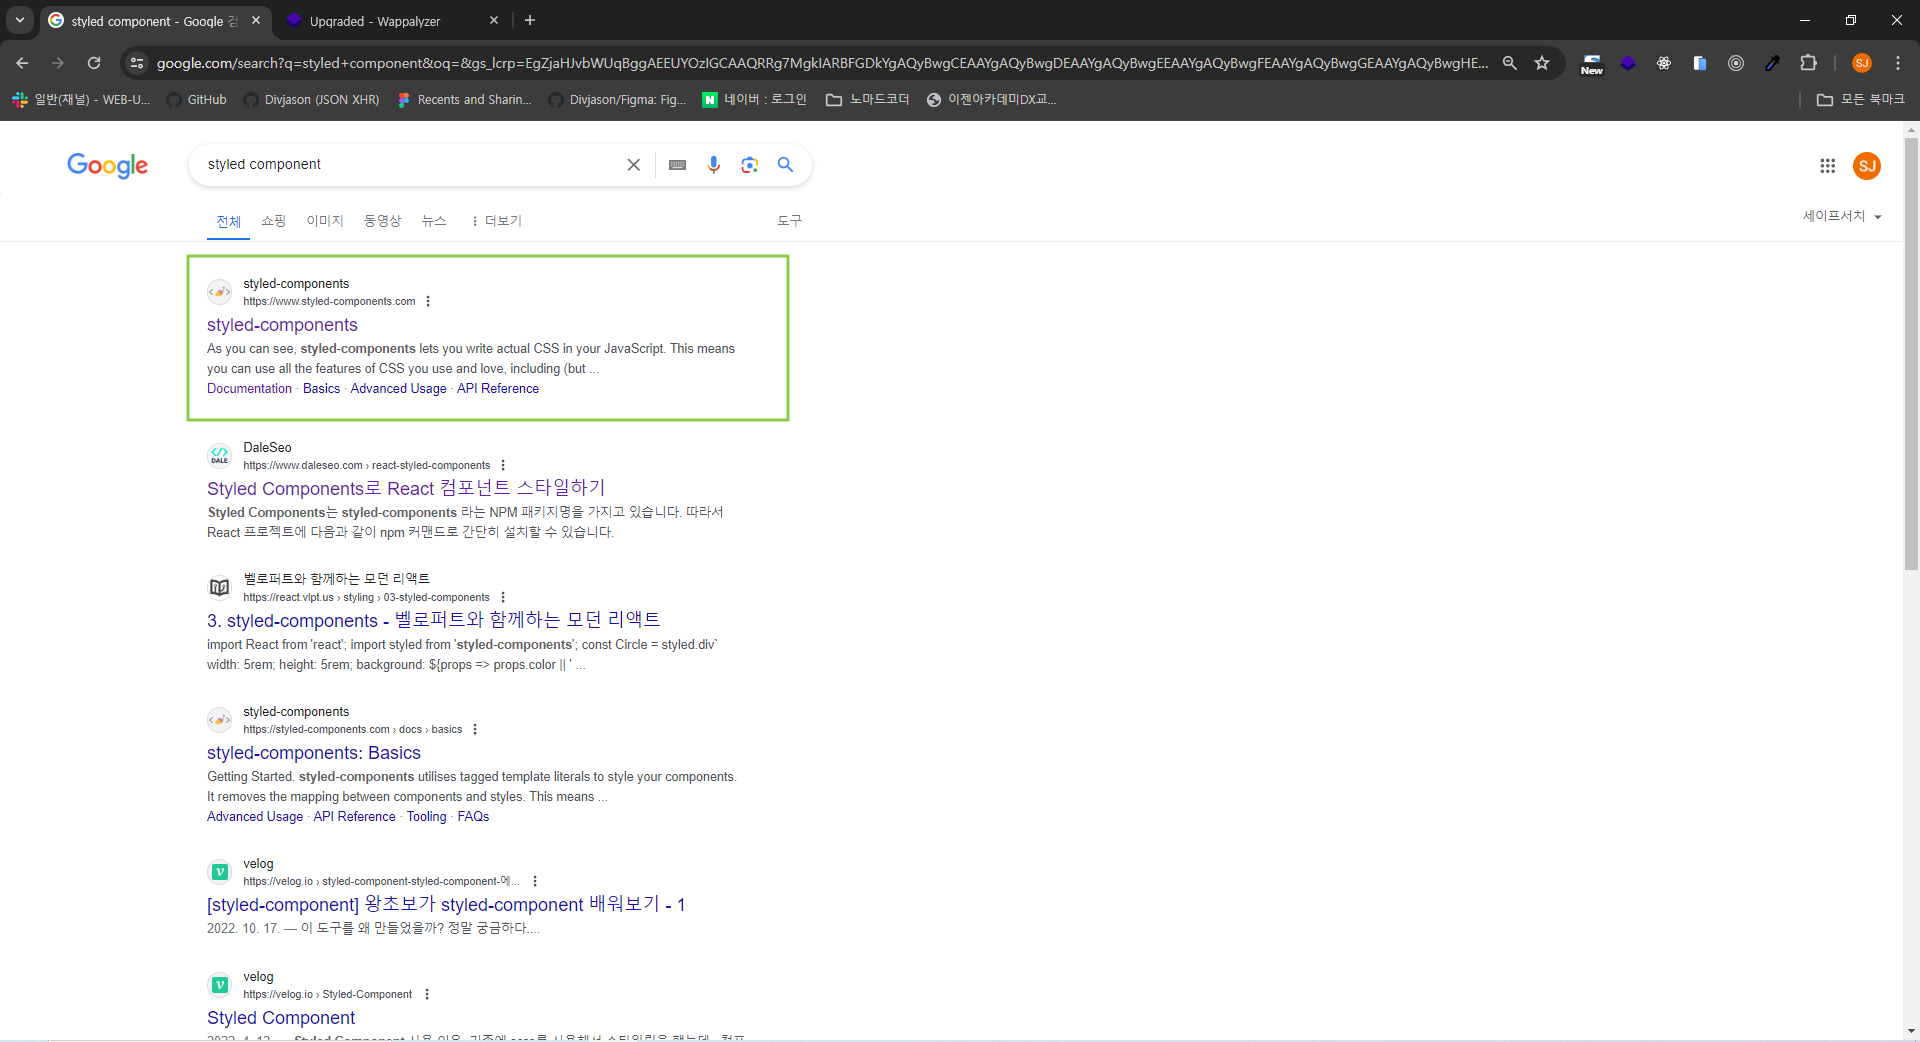 styled component - Google 검
Upgraded - Wappalyzer
google.com/search?q=styled+component&oq=&gs_lcrp=EgZjaHJvbWUqBggAEEUYOzIGCAAQRRg7MgkIARBFGDkYgAQyBwgCEAAYgAQyBwgDEAAYgAQyBwgEEAAYgAQyBwgFEAAYgAQyBwgGEAAYgAQyBwgHE...
New
SJ
일반(채널) - WEB-U...
GitHub
Divjason (JSON XHR)
Recents and Sharin...
Divjason/Figma: Fig...
N 네이버 : 로그인
노마드코더
이젠아카데미DX교...
모든 북마크
Google
styled component
SJ
전체 쇼핑 이미지 동영상 뉴스 더보기 도구
세이프서치
styled-components
https://www.styled-components.com
styled-components
As you can see, styled-components lets you write actual CSS in your JavaScript. This means
you can use all the features of CSS you use and love, including (but ...
Documentation · Basics · Advanced Usage · API Reference
DALE
DaleSeo
https://www.daleseo.com › react-styled-components
Styled Components로 React 컴포넌트 스타일하기
Styled Components는 styled-components 라는 NPM 패키지명을 가지고 있습니다. 따라서
React 프로젝트에 다음과 같이 npm 커맨드로 간단히 설치할 수 있습니다.
벨로퍼트와 함께하는 모던 리액트
https://react.vlpt.us › styling › 03-styled-components
3. styled-components - 벨로퍼트와 함께하는 모던 리액트
import React from 'react'; import styled from 'styled-components'; const Circle = styled.div`
width: 5rem; height: 5rem; background: ${props => props.color || ' ...
styled-components
https://styled-components.com › docs › basics
styled-components: Basics
Getting Started. styled-components utilises tagged template literals to style your components.
It removes the mapping between components and styles. This means ...
Advanced Usage · API Reference · Tooling · FAQs
velog
https://velog.io › styled-component-styled-component-에...
[styled-component] 왕초보가 styled-component 배워보기 - 1
2022. 10. 17. — 이 도구를 왜 만들었을까? 정말 궁금하다....
velog
https://velog.io › Styled-Component
Styled Component